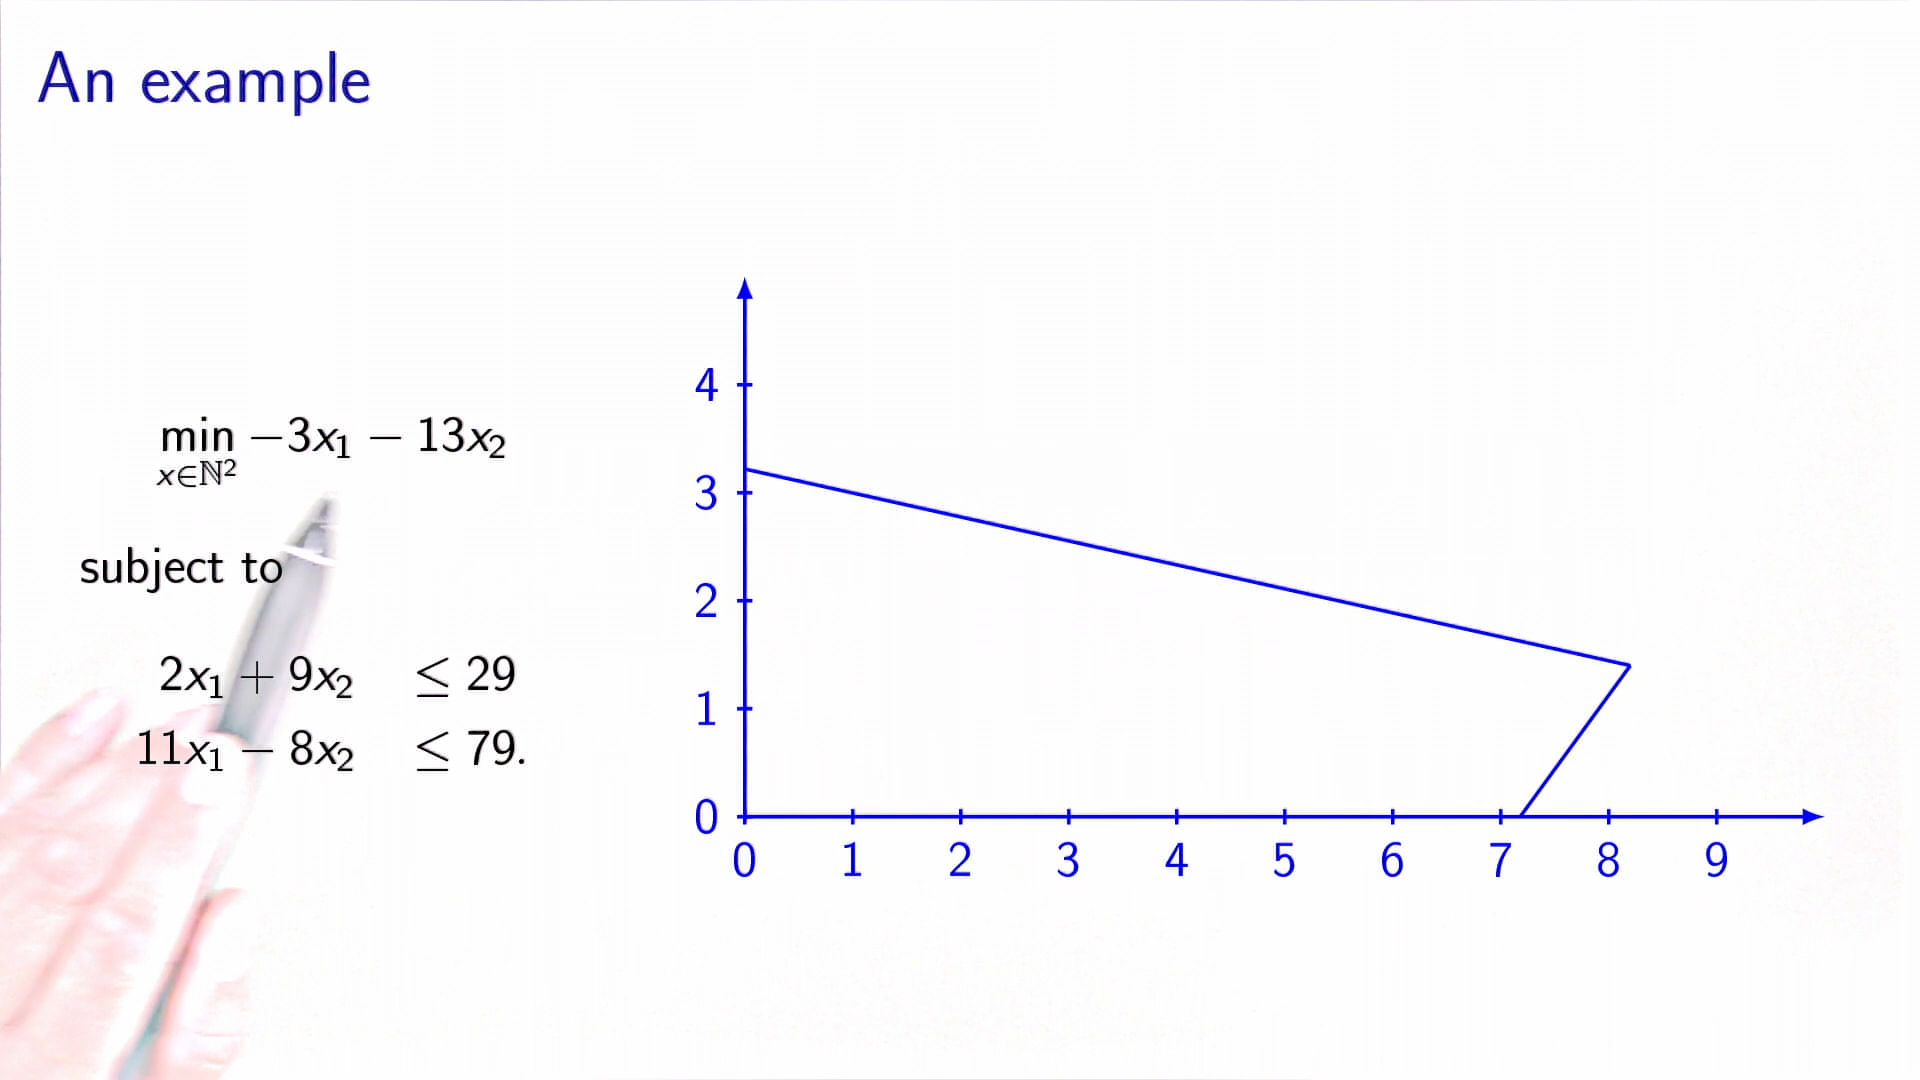 An example
min −3x₁ − 13x₂
x∈ℕ²
subject to
2x₁ + 9x₂ ≤ 29
11x₁ − 8x₂ ≤ 79.
4
3
2
1
0
0 1 2 3 4 5 6 7 8 9